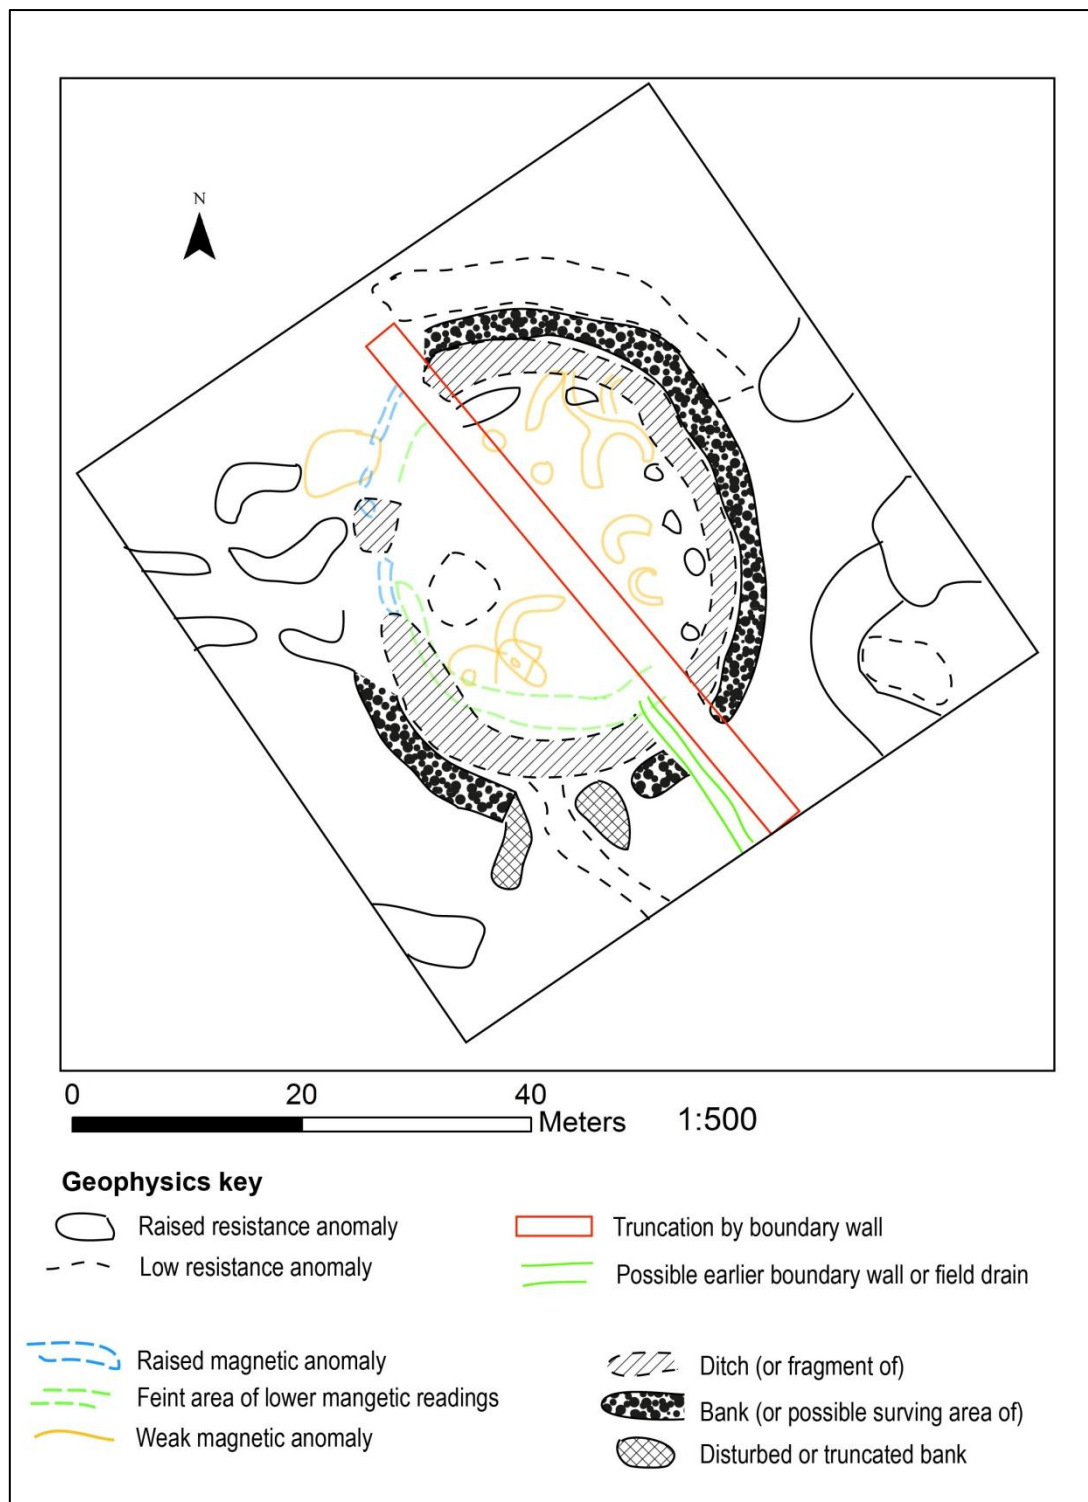 N
0 20 40
Meters 1:500
Geophysics key
Raised resistance anomaly
Low resistance anomaly
Truncation by boundary wall
Possible earlier boundary wall or field drain
Raised magnetic anomaly
Feint area of lower mangetic readings
Weak magnetic anomaly
Ditch (or fragment of)
Bank (or possible surving area of)
Disturbed or truncated bank